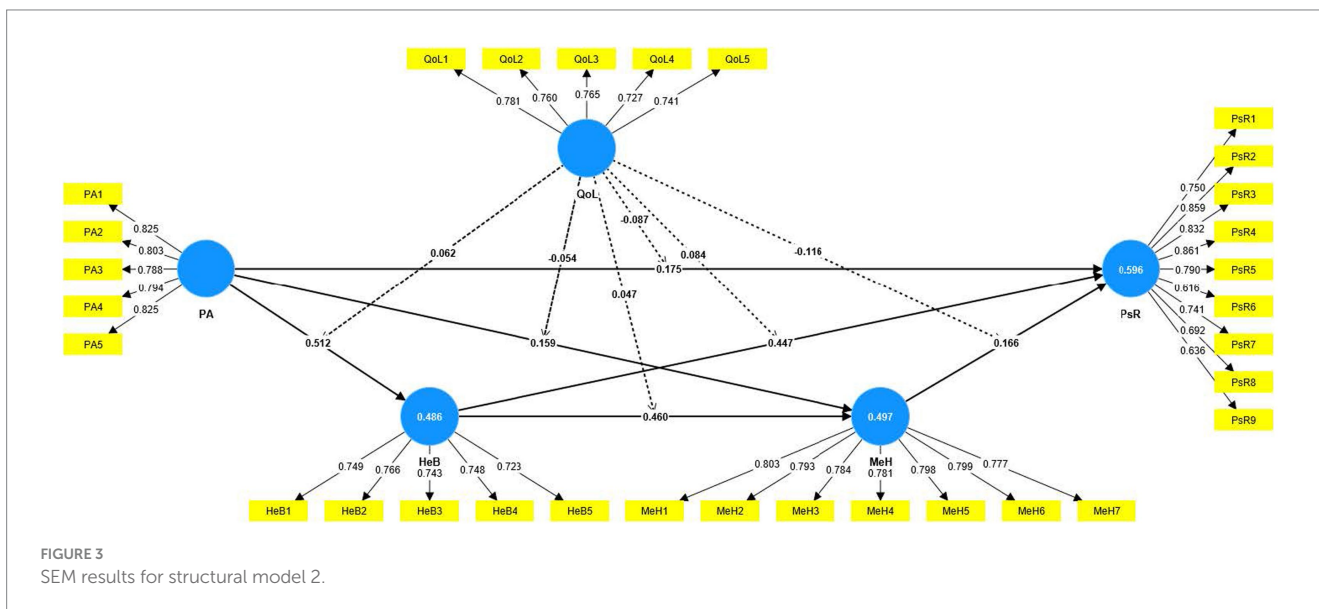 QoL1 QoL2 QoL3 QoL4 QoL5
0.781 0.760 0.765 0.727 0.741
QoL
PA1
PA2
PA3
PA4
PA5
0.825
0.803
0.788
0.794
0.825
PA
0.062 -0.054 0.047 -0.087 0.084 -0.116
0.175
0.512 0.159 0.447 0.166
0.460
0.486
HeB
0.497
MeH
0.596
PsR
PsR1
PsR2
PsR3
PsR4
PsR5
PsR6
PsR7
PsR8
PsR9
0.750
0.859
0.832
0.861
0.790
0.616
0.741
0.692
0.636
0.749 0.766 0.743 0.748 0.723
HeB1 HeB2 HeB3 HeB4 HeB5
0.803 0.793 0.784 0.781 0.798 0.799 0.777
MeH1 MeH2 MeH3 MeH4 MeH5 MeH6 MeH7
FIGURE 3
SEM results for structural model 2.